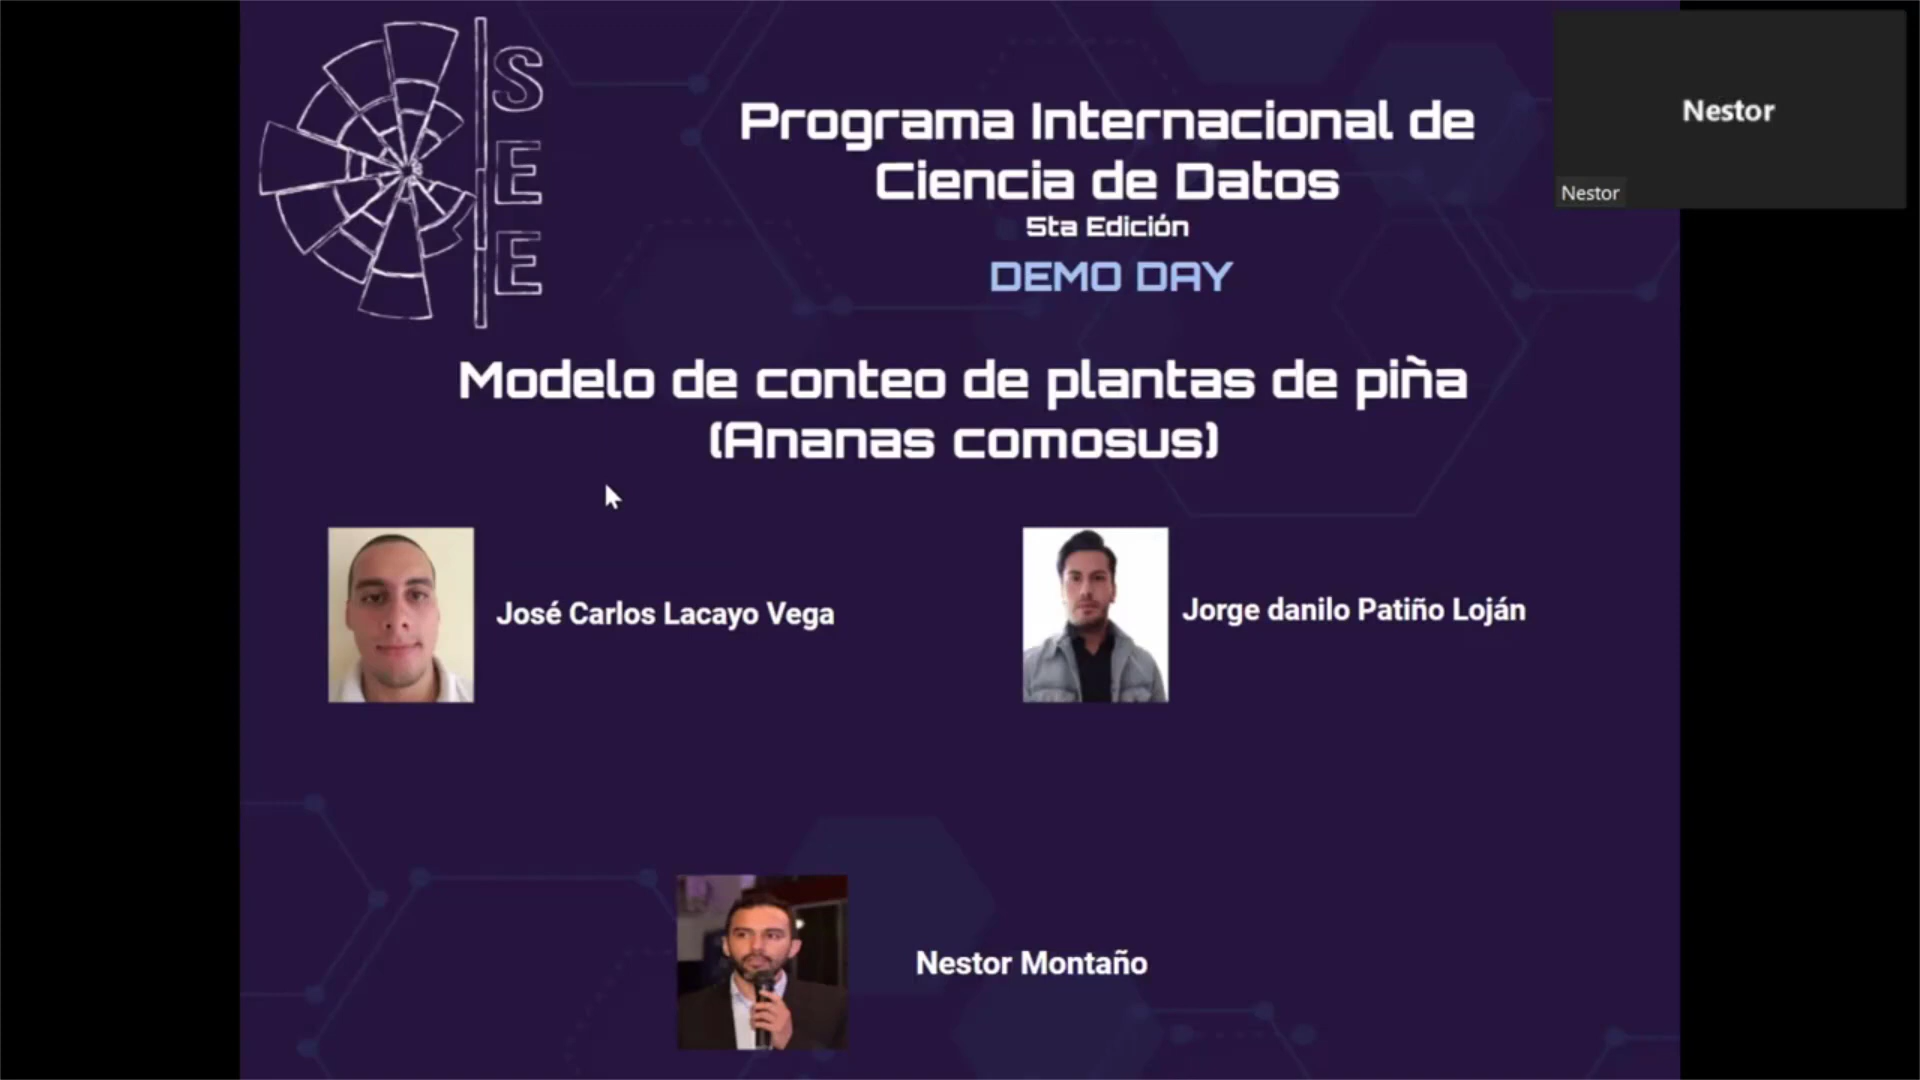 SEE
Programa Internacional de
Ciencia de Datos
5ta Edición
DEMO DAY
Nestor
Nestor
Modelo de conteo de plantas de piña
(Ananas comosus)
José Carlos Lacayo Vega
Jorge danilo Patiño Loján
Nestor Montaño